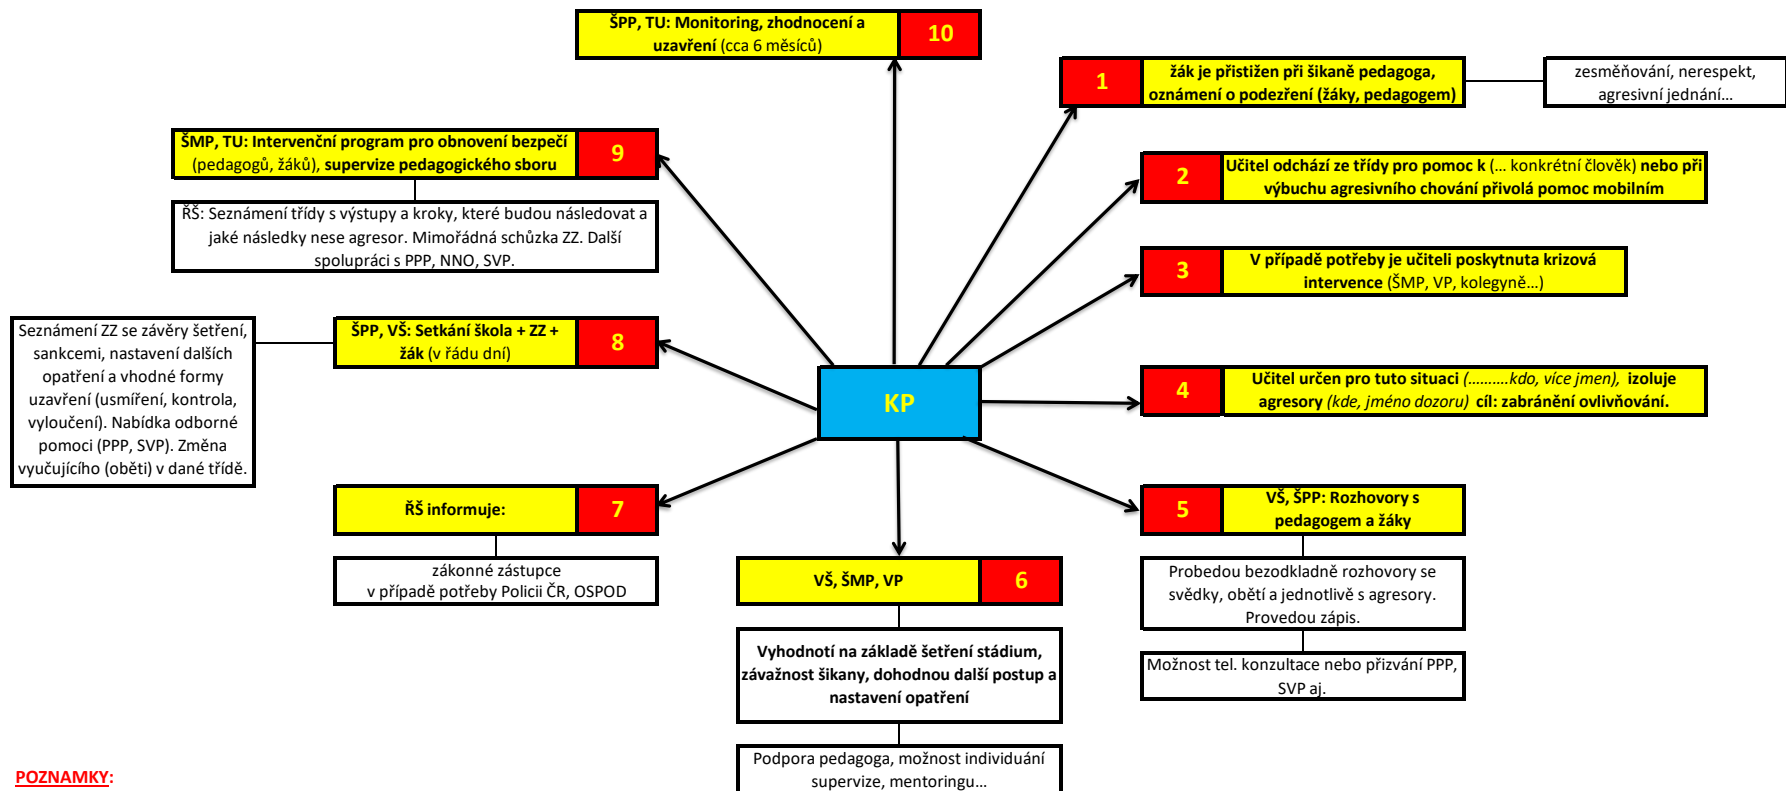 ŠPP, TU: Monitoring, zhodnocení a
uzavření (cca 6 měsíců)
10
1
žák je přistižen při šikaně pedagoga,
oznámení o podezření (žáky, pedagogem)
zesměňování, nerespekt,
agresivní jednání...
ŠMP, TU: Intervenční program pro obnovení bezpečí
(pedagogů, žáků), supervize pedagogického sboru
9
2
Učitel odchází ze třídy pro pomoc k (... konkrétní člověk) nebo při
výbuchu agresivního chování přivolá pomoc mobilním
ŘŠ: Seznámení třídy s výstupy a kroky, které budou následovat a
jaké následky nese agresor. Mimořádná schůzka ZZ. Další
spolupráci s PPP, NNO, SVP.
3
V případě potřeby je učiteli poskytnuta krizová
intervence (ŠMP, VP, kolegyně...)
Seznámení ZZ se závěry šetření,
sankcemi, nastavení dalších
opatření a vhodné formy
uzavření (usmíření, kontrola,
vyloučení). Nabídka odborné
pomoci (PPP, SVP). Změna
vyučujícího (oběti) v dané třídě.
ŠPP, VŠ: Setkání škola + ZZ +
žák (v řádu dní)
8
KP
4
Učitel určen pro tuto situaci (..........kdo, více jmen), izoluje
agresory (kde, jméno dozoru) cíl: zabránění ovlivňování.
ŘŠ informuje:
7
zákonné zástupce
v případě potřeby Policii ČR, OSPOD
5
VŠ, ŠPP: Rozhovory s
pedagogem a žáky
Probedou bezodkladně rozhovory se
svědky, obětí a jednotlivě s agresory.
Provedou zápis.
Možnost tel. konzultace nebo přizvání PPP,
SVP aj.
VŠ, ŠMP, VP
6
Vyhodnotí na základě šetření stádium,
závažnost šikany, dohodnou další postup a
nastavení opatření
Podpora pedagoga, možnost individuání
supervize, mentoringu...
POZNAMKY: